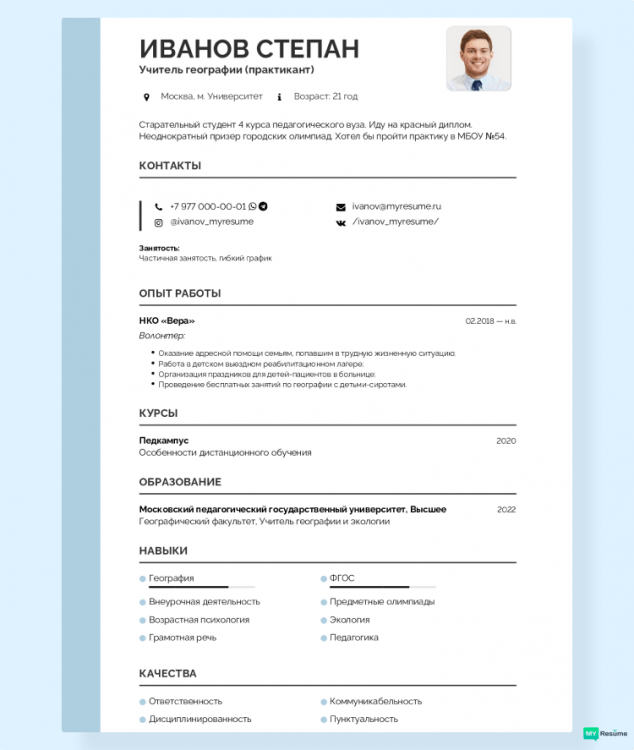 ИВАНОВ СТЕПАН
Учитель географии (практикант)
Москва, м. Университет Возраст: 21 год
Старательный студент 4 курса педагогического вуза. Иду на красный диплом.
Неоднократный призер городских олимпиад. Хотел бы пройти практику в МБОУ №54.
КОНТАКТЫ
+7 977 000-00-01 ivanov@myresume.ru
@ivanov_myresume /ivanov_myresume/
Занятость:
Частичная занятость, гибкий график
ОПЫТ РАБОТЫ
НКО «Вера» 02.2018 — н.в.
Волонтер:
Оказание адресной помощи семьям, попавшим в трудную жизненную ситуацию;
Работа в детском выездном реабилитационном лагере;
Организация праздников для детей-пациентов в больнице;
Проведение бесплатных занятий по географии с детьми-сиротами.
КУРСЫ
Педкампус 2020
Особенности дистанционного обучения
ОБРАЗОВАНИЕ
Московский педагогический государственный университет, Высшее 2022
Географический факультет, Учитель географии и экологии
НАВЫКИ
География ФГОС
Внеурочная деятельность Предметные олимпиады
Возрастная психология Экология
Грамотная речь Педагогика
КАЧЕСТВА
Ответственность Коммуникабельность
Дисциплинированность Пунктуальность
MY Resume